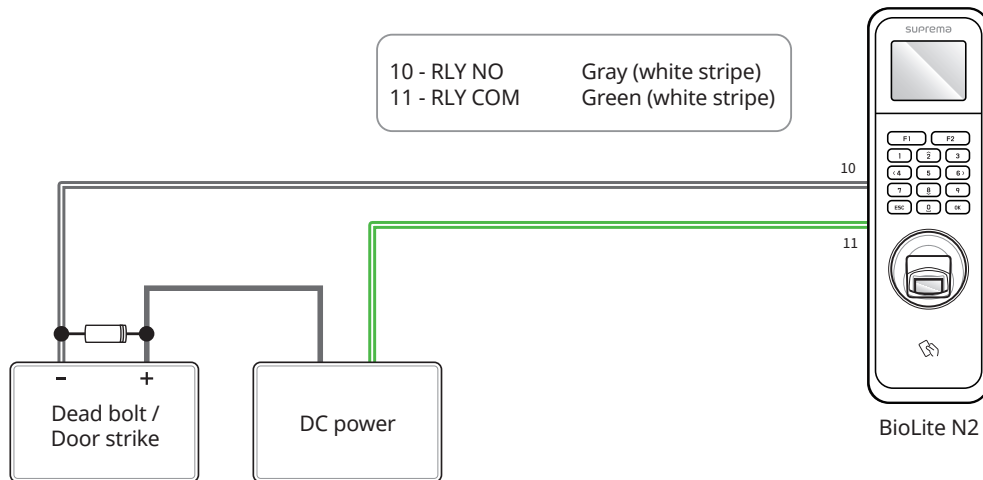 suprema
10 - RLY NO Gray (white stripe)
11 - RLY COM Green (white stripe)
F1 F2
1 2 3
10
<4 5 6>
7 8 9
ESC 0 OK
11
- +
Dead bolt /
Door strike
DC power
BioLite N2